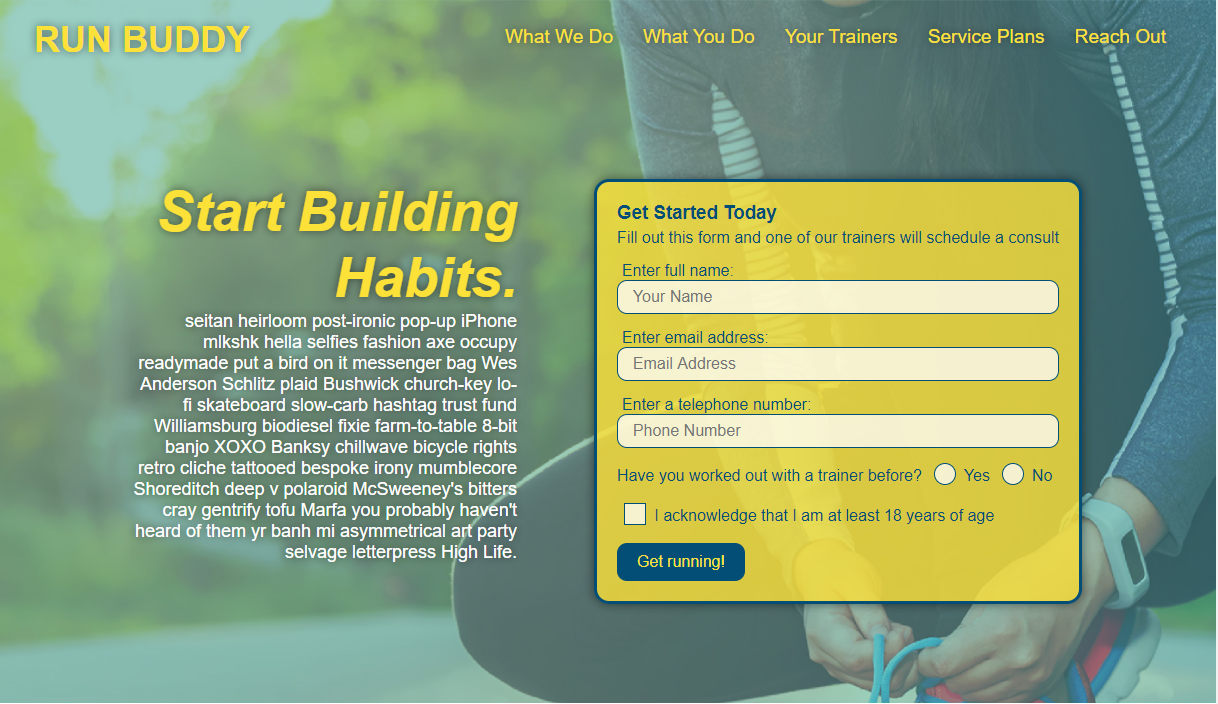 RUN BUDDY
What We Do
What You Do
Your Trainers
Service Plans
Reach Out
Start Building
Habits.
seitan heirloom post-ironic pop-up iPhone
mlkshk hella selfies fashion axe occupy
readymade put a bird on it messenger bag Wes
Anderson Schlitz plaid Bushwick church-key lo-
fi skateboard slow-carb hashtag trust fund
Williamsburg biodiesel fixie farm-to-table 8-bit
banjo XOXO Banksy chillwave bicycle rights
retro cliche tattooed bespoke irony mumblecore
Shoreditch deep v polaroid McSweeney's bitters
cray gentrify tofu Marfa you probably haven't
heard of them yr banh mi asymmetrical art party
selvage letterpress High Life.
Get Started Today
Fill out this form and one of our trainers will schedule a consult
Enter full name:
Your Name
Enter email address:
Email Address
Enter a telephone number:
Phone Number
Have you worked out with a trainer before? Yes No
I acknowledge that I am at least 18 years of age
Get running!